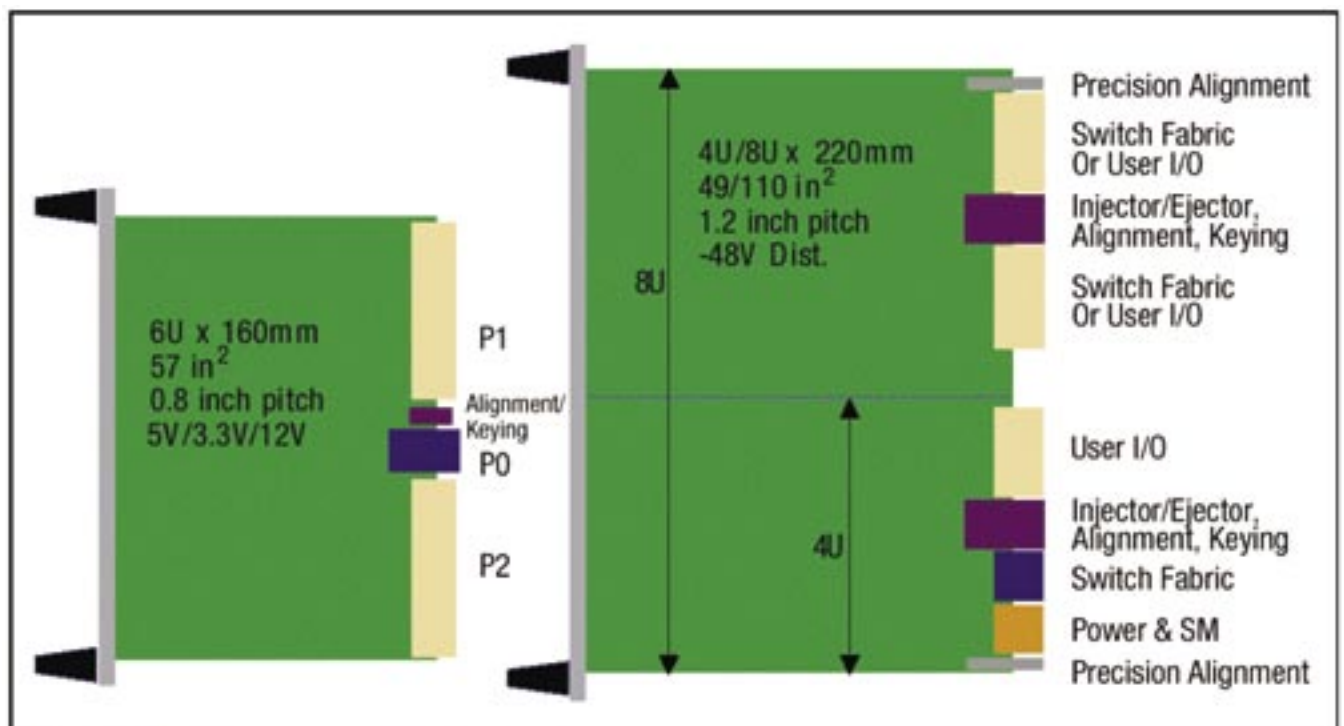 6U x 160mm
57 in²
0.8 inch pitch
5V/3.3V/12V
P1
Alignment/
Keying
P0
P2
4U/8U x 220mm
49/110 in²
1.2 inch pitch
-48V Dist.
8U
4U
Precision Alignment
Switch Fabric
Or User I/O
Injector/Ejector,
Alignment, Keying
Switch Fabric
Or User I/O
User I/O
Injector/Ejector,
Alignment, Keying
Switch Fabric
Power & SM
Precision Alignment